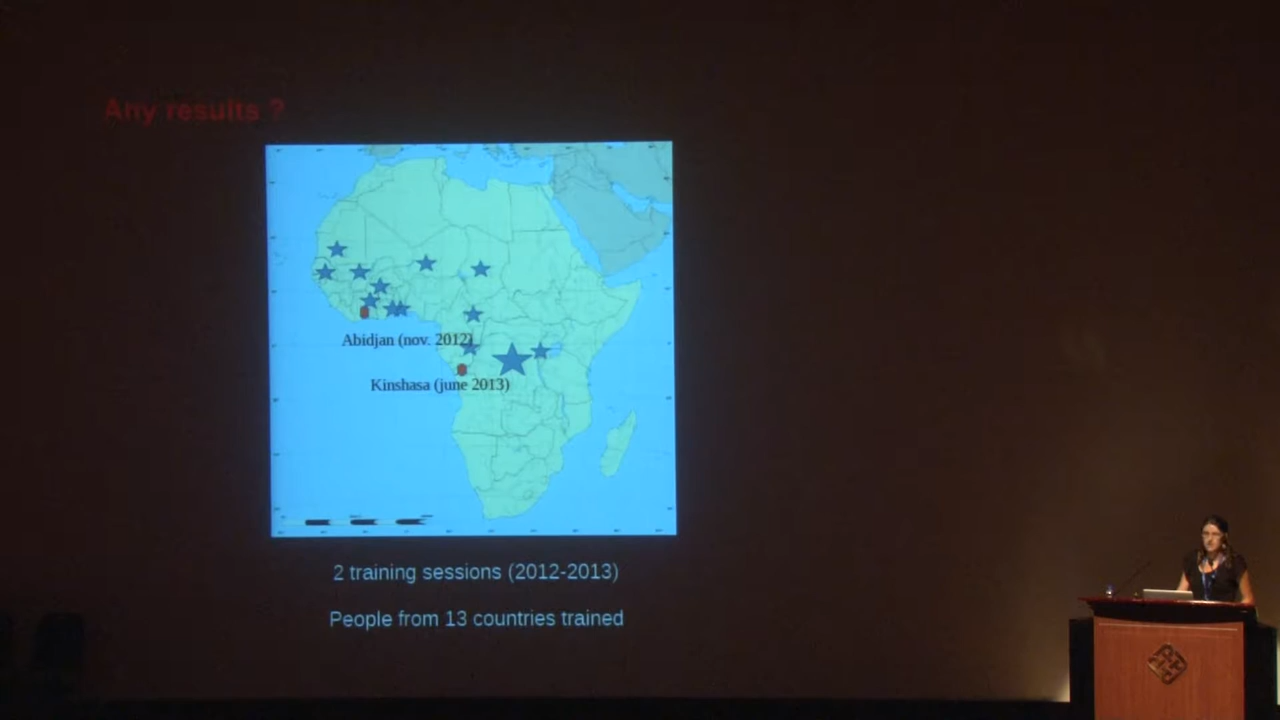 Any results ?
Abidjan (nov. 2012)
Kinshasa (june 2013)
2 training sessions (2012-2013)
People from 13 countries trained